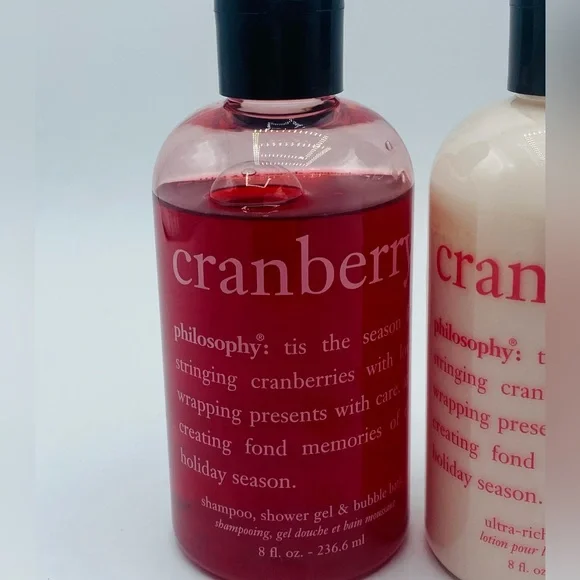 cranberry
philosophy®: tis the season
stringing cranberries with
wrapping presents with care.
creating fond memories of
holiday season.
shampoo, shower gel & bubble
shampooing, gel douche et bain moussant
8 fl. oz. - 236.6 ml
cran
philosophy®:
stringing cran
wrapping prese
creating fond
holiday season.
ultra-rich
lotion pour
8 fl. oz